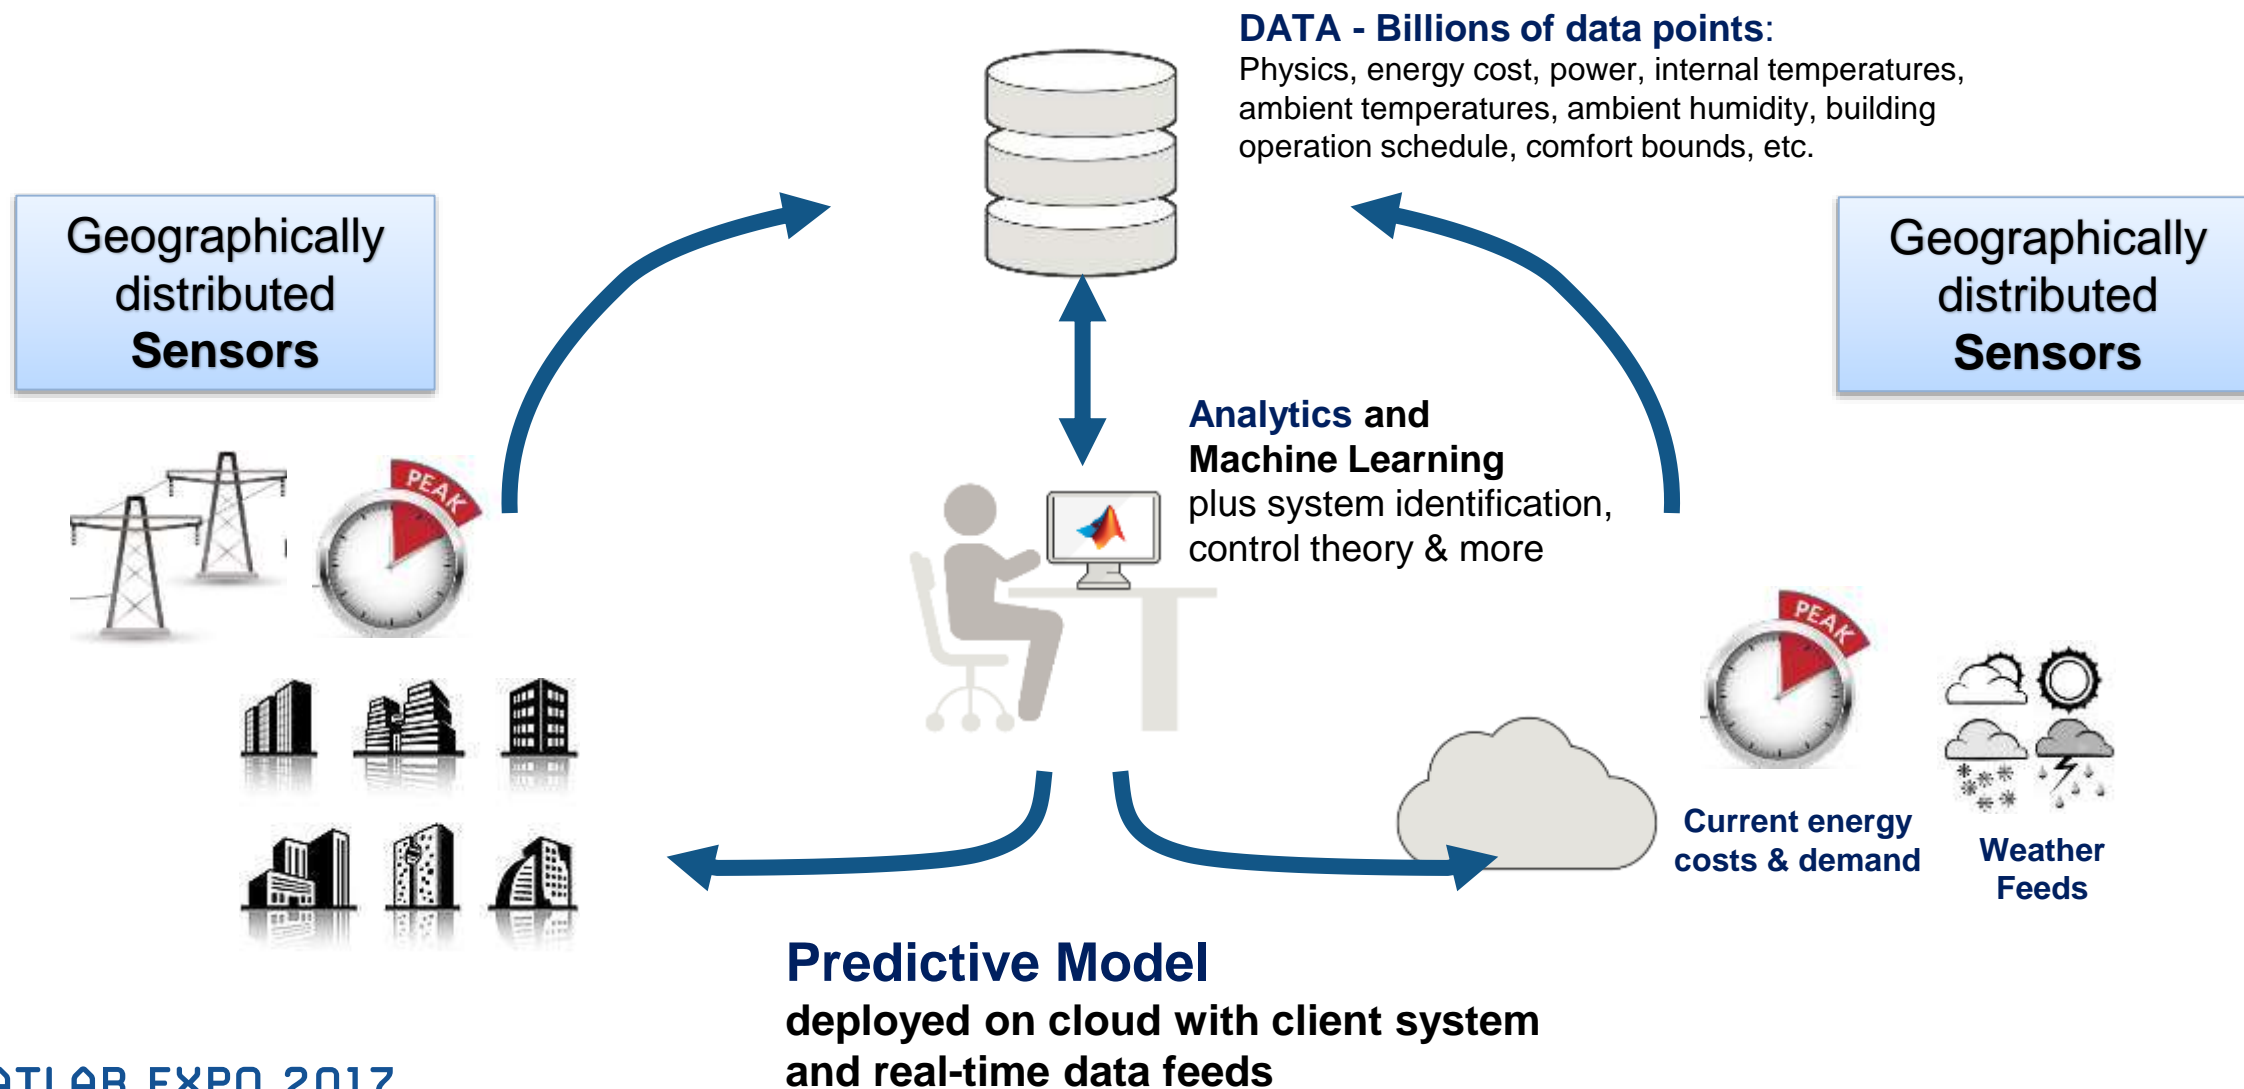 DATA - Billions of data points:
Physics, energy cost, power, internal temperatures,
ambient temperatures, ambient humidity, building
operation schedule, comfort bounds, etc.
Geographically
distributed
Sensors
Geographically
distributed
Sensors
Analytics and
Machine Learning
plus system identification,
control theory & more
PEAK
PEAK
Current energy
costs & demand
Weather
Feeds
Predictive Model
deployed on cloud with client system
and real-time data feeds
ATLAB EXPO 2017